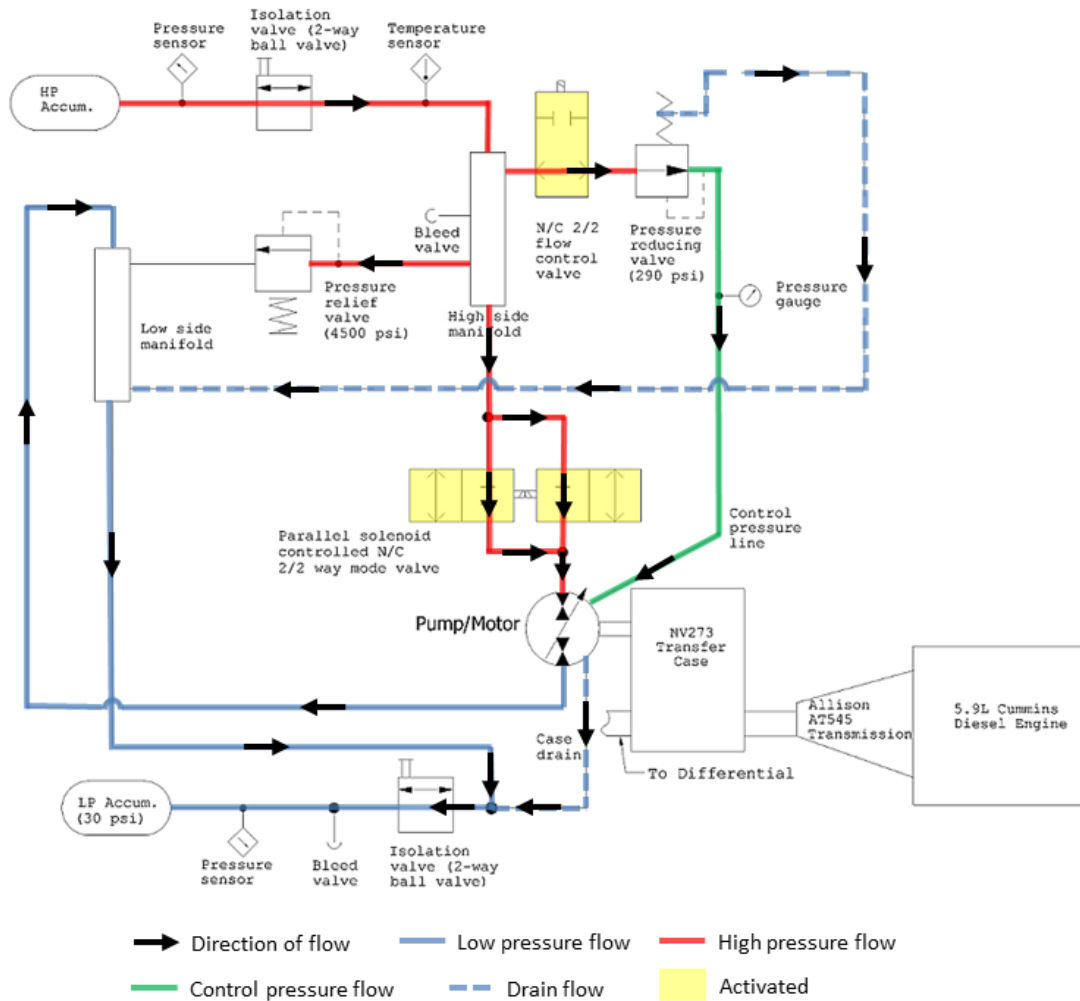 Pressure
sensor
Isolation
valve (2-way
ball valve)
Temperature
sensor
HP
Accum.
Bleed
valve
N/C 2/2
flow
control
valve
Pressure
reducing
valve
(290 psi)
Pressure
gauge
Pressure
relief
valve
(4500 psi)
High side
manifold
Low side
manifold
Parallel solenoid
controlled N/C
2/2 way mode valve
Control
pressure
line
Pump/Motor
NV273
Transfer
Case
Allison
AT545
Transmission
5.9L Cummins
Diesel Engine
Case
drain
To Differential
LP Accum.
(30 psi)
Pressure
sensor
Bleed
valve
Isolation
valve (2-way
ball valve)
Direction of flow
Low pressure flow
High pressure flow
Control pressure flow
Drain flow
Activated